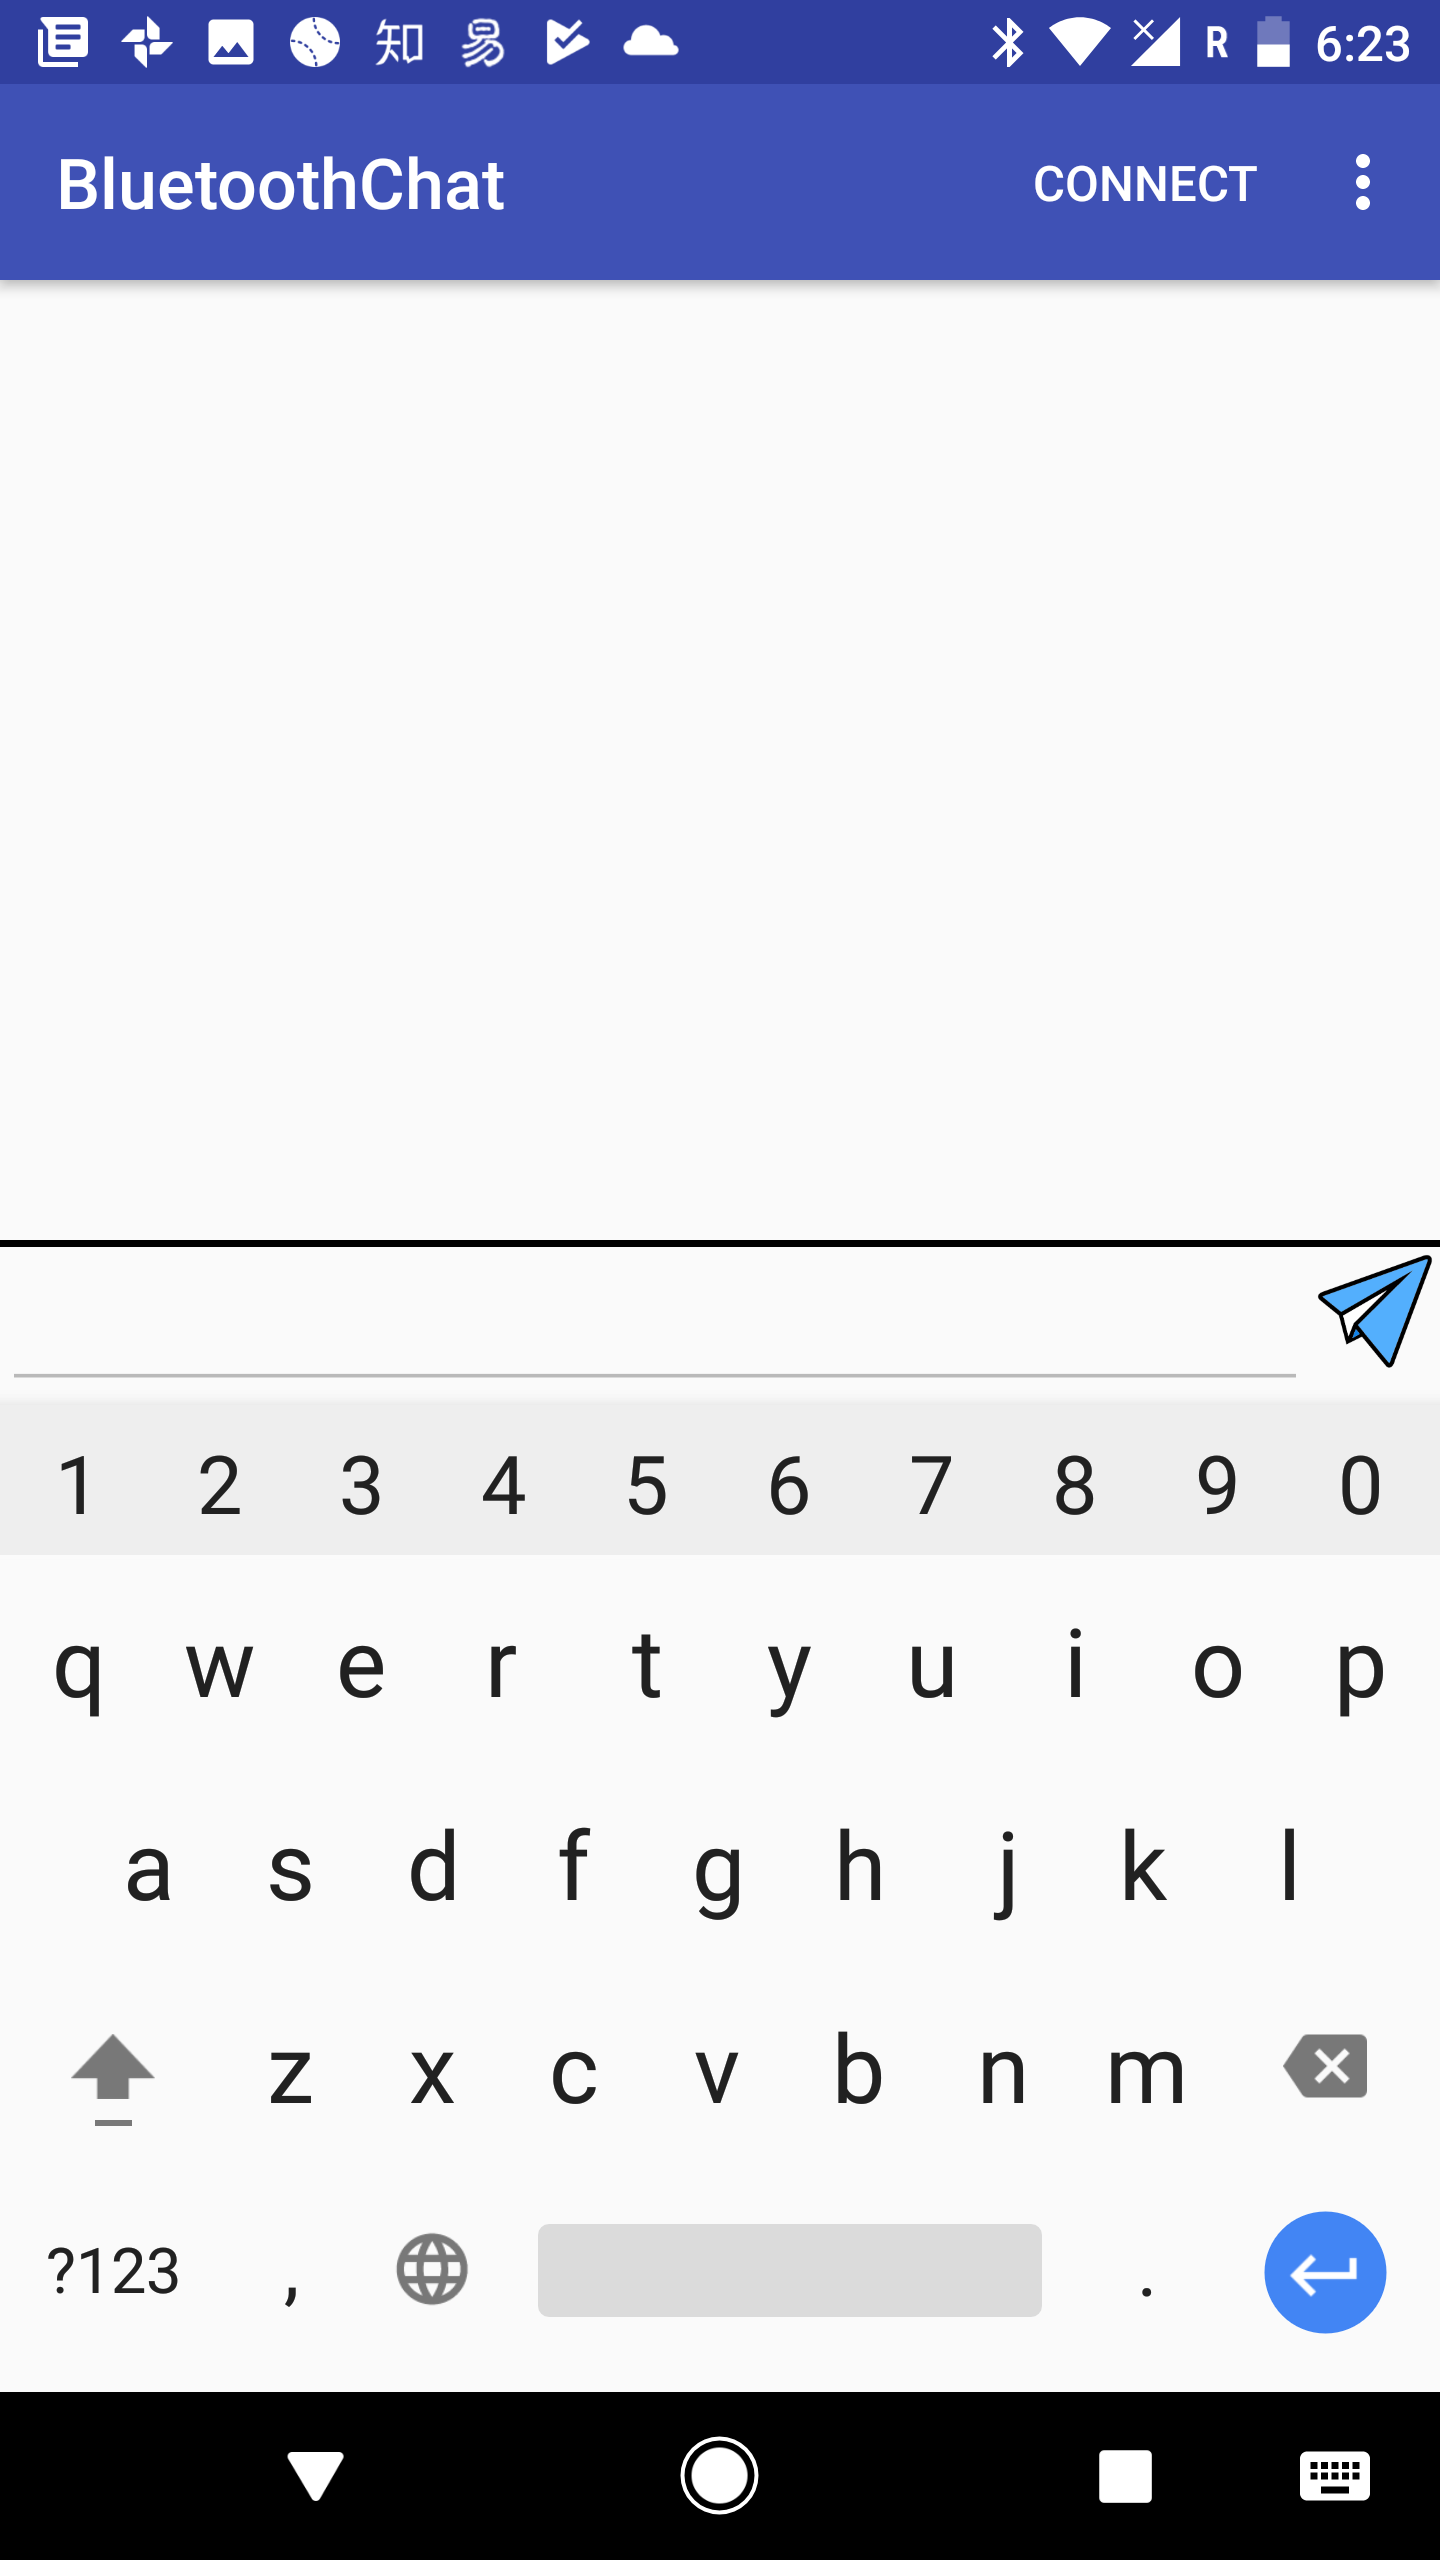 知 易 R 6:23
BluetoothChat CONNECT
1 2 3 4 5 6 7 8 9 0
q w e r t y u i o p
a s d f g h j k l
z x c v b n m
?123 , .